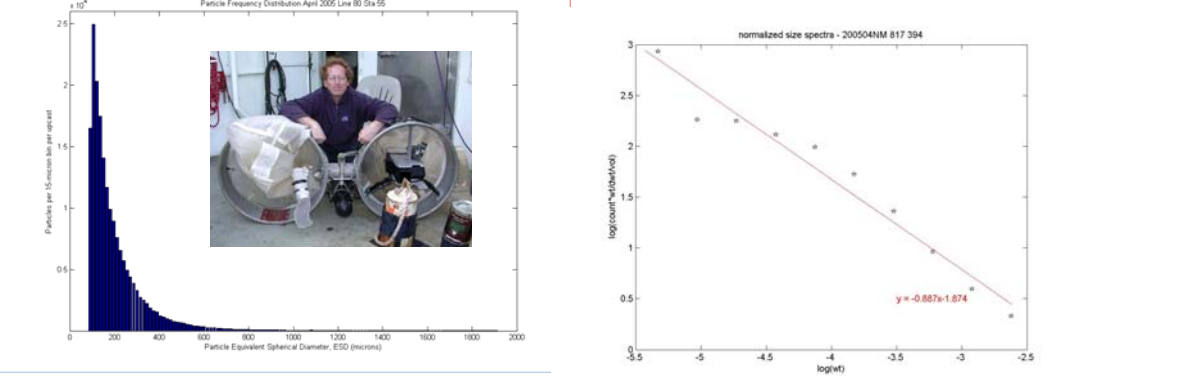 Particle Frequency Distribution April 2005 Line 80 Sta 55
x 10⁴
2.5
2
1.5
1
0.5
Particles per 15-micron bin per upcast
0 200 400 600 800 1000 1200 1400 1600 1800 2000
Particle Equivalent Spherical Diameter, ESD (microns)
normalized size spectra - 200504NM 817 394
3
2.5
2
1.5
1
0.5
0
log(count*wt/dwt/vol)
y = -0.887x-1.874
-5.5 -5 -4.5 -4 -3.5 -3 -2.5
log(wt)